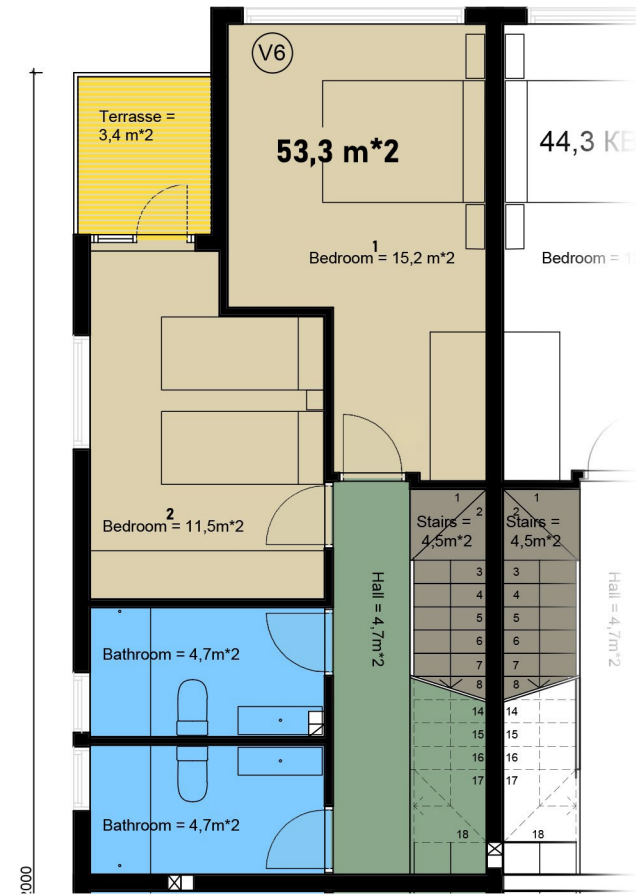 V6
Terrasse =
3,4 m*2
53,3 m*2
44,3 КВ
1
Bedroom = 15,2 m*2
Bedroom =
2
Bedroom = 11,5m*2
1
2
Stairs =
4,5m*2
3
4
5
6
7
8
14
15
16
17
18
1
2
Stairs =
4,5m*2
3
4
5
6
7
8
14
15
16
17
18
Hall = 4,7m*2
Hall = 4,7m*2
Bathroom = 4,7m*2
Bathroom = 4,7m*2
2000